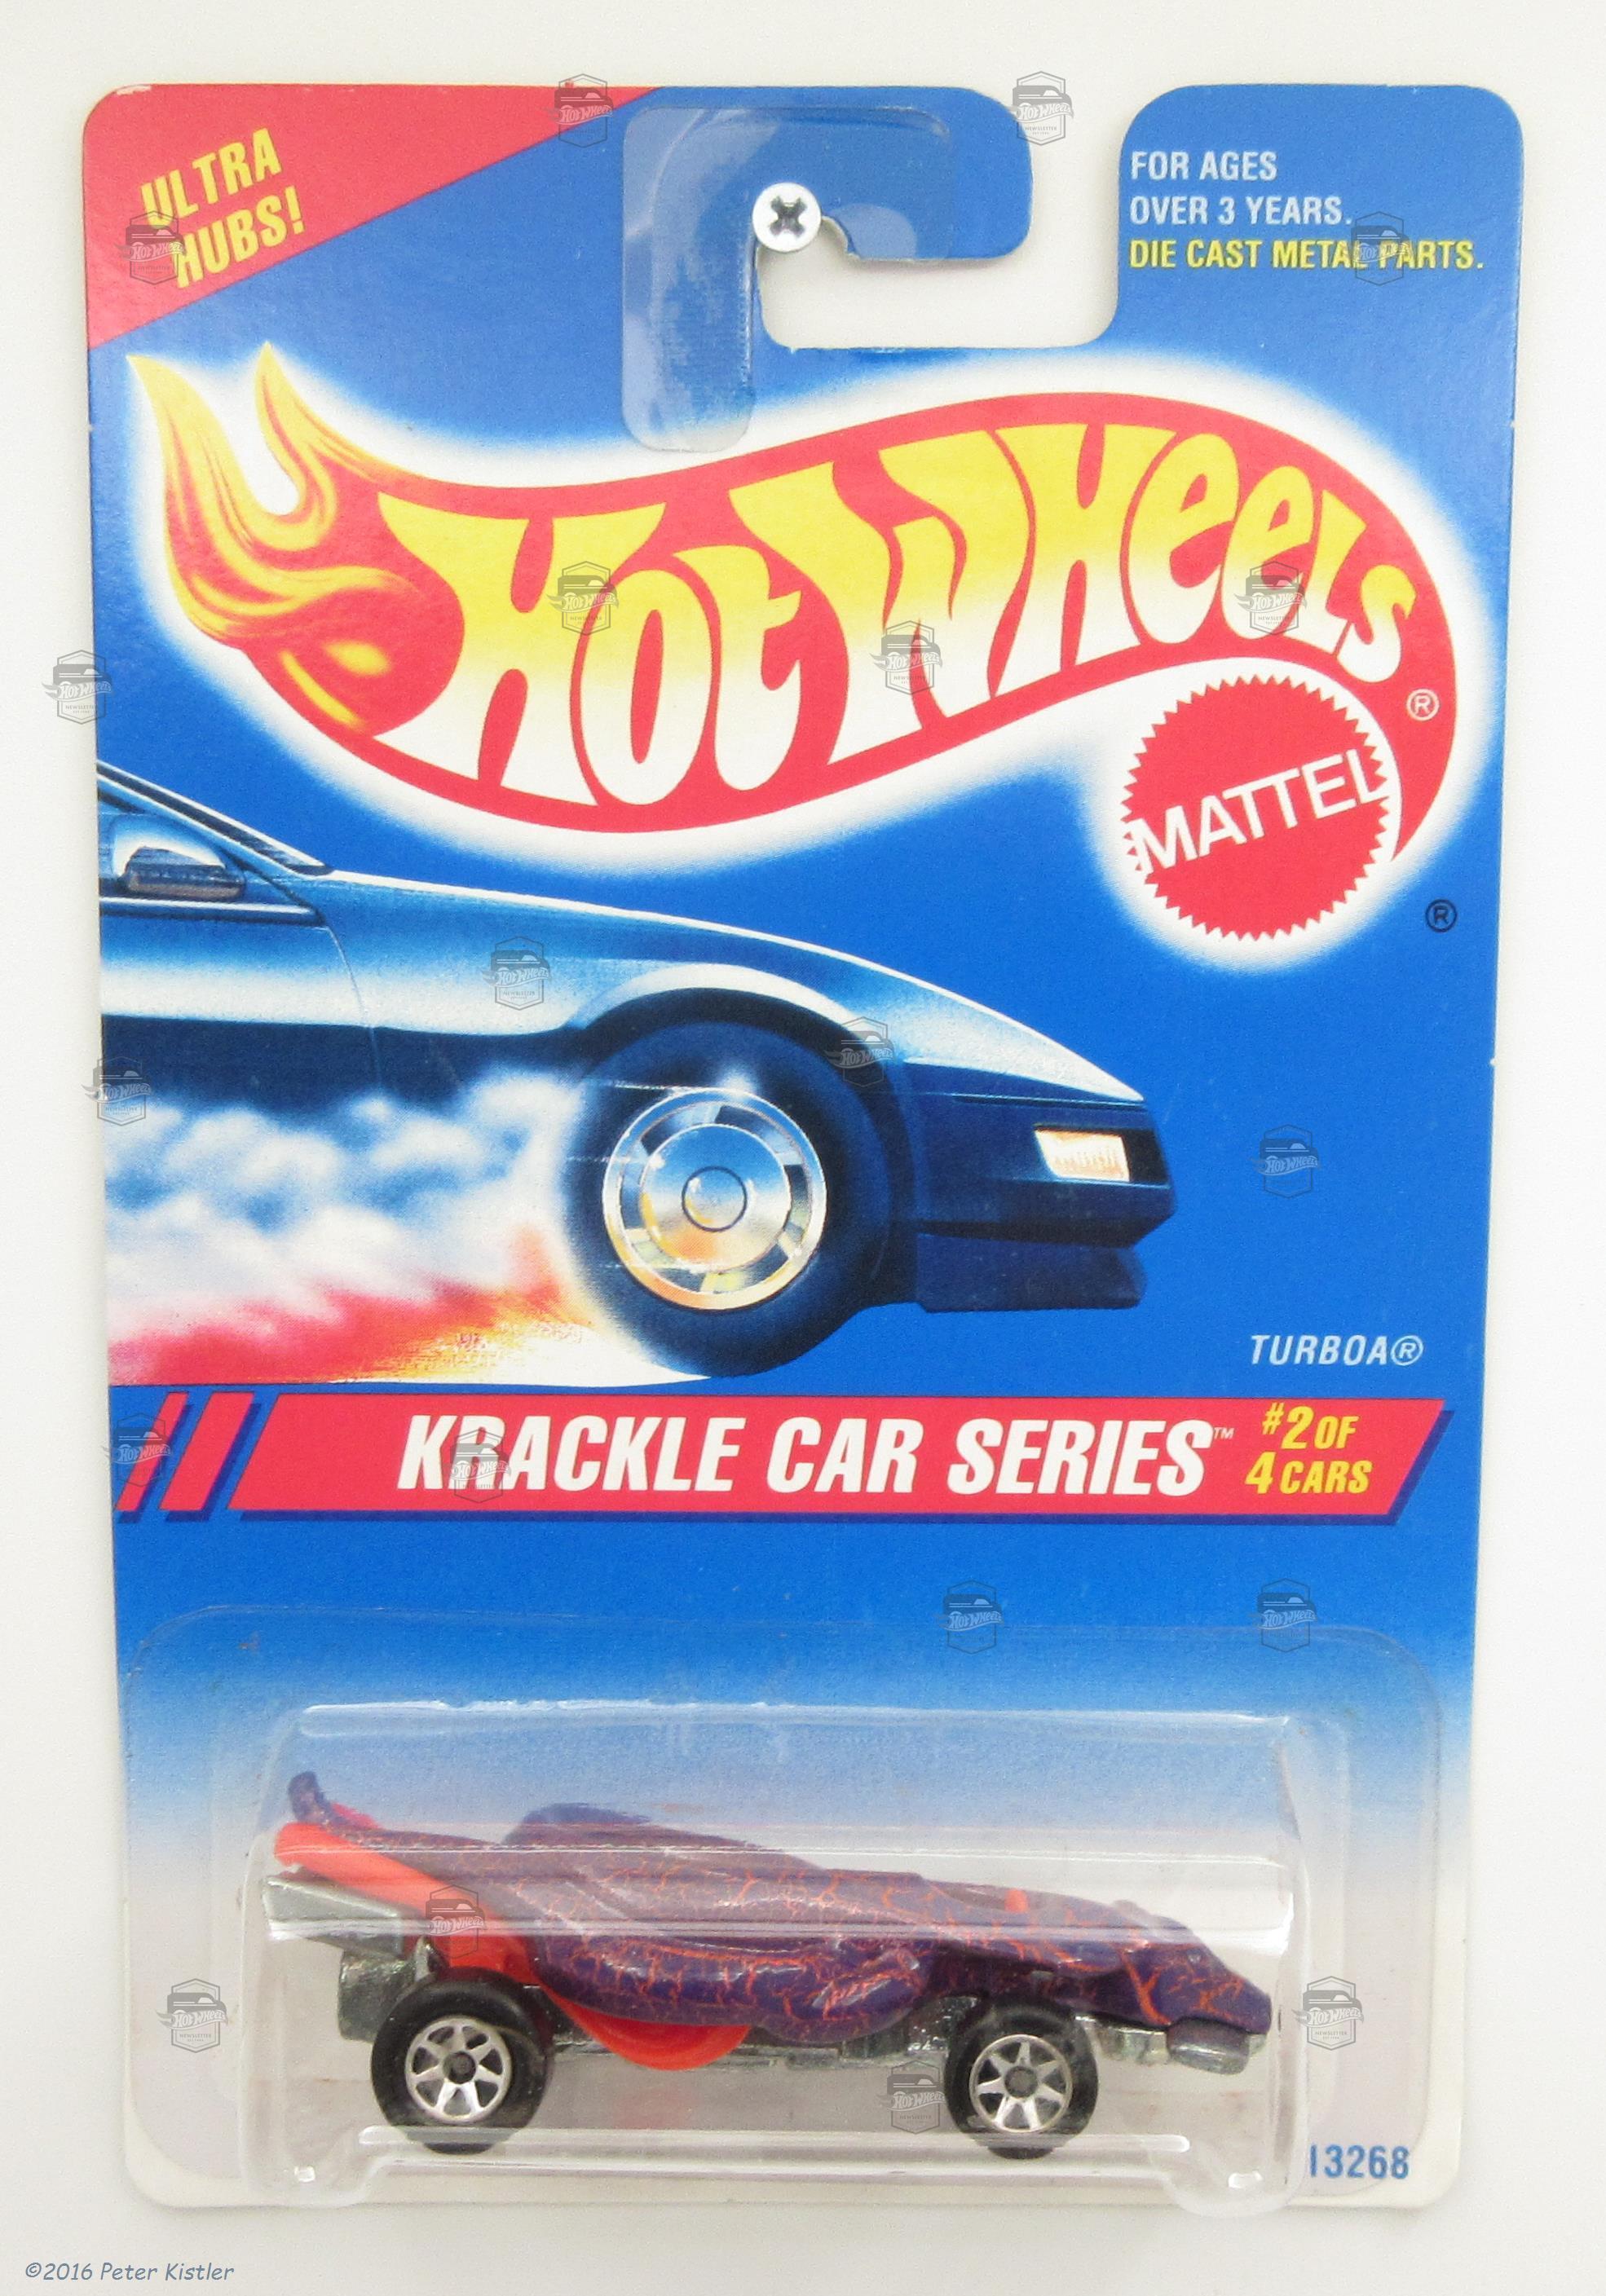 ULTRA
HUBS!
FOR AGES
OVER 3 YEARS.
DIE CAST METAL PARTS.
Hot Wheels ®
MATTEL
®
TURBOA®
KRACKLE CAR SERIES™ #2 OF
4 CARS
13268
©2016 Peter Kistler